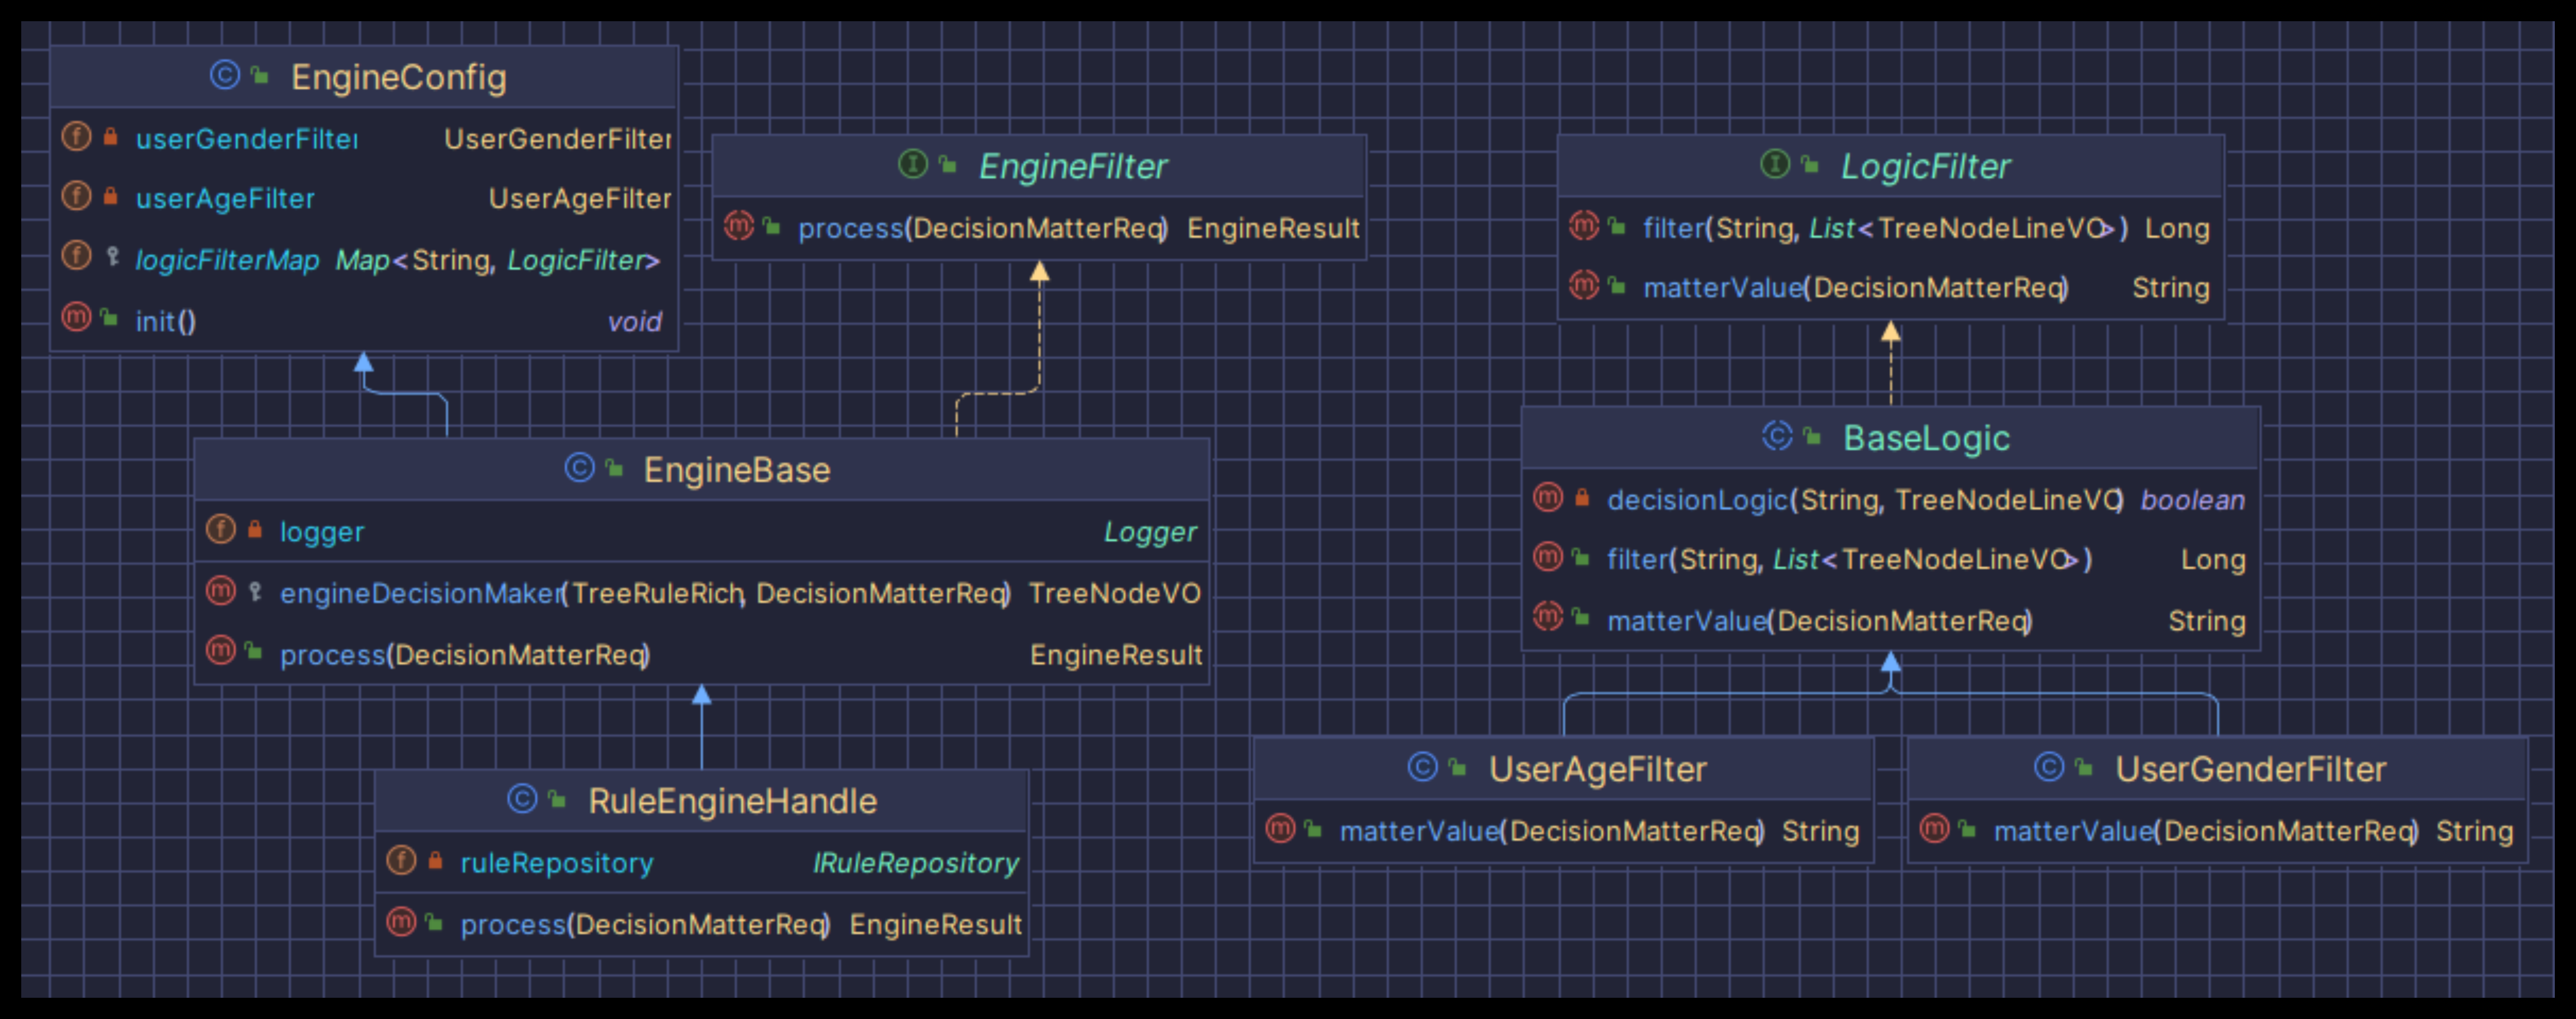 EngineConfig
userGenderFilter UserGenderFilter
userAgeFilter UserAgeFilter
logicFilterMap Map<String, LogicFilter>
init() void
EngineFilter
process(DecisionMatterReq) EngineResult
LogicFilter
filter(String, List<TreeNodeLineVO>) Long
matterValue(DecisionMatterReq) String
EngineBase
logger Logger
engineDecisionMaker(TreeRuleRich, DecisionMatterReq) TreeNodeVO
process(DecisionMatterReq) EngineResult
BaseLogic
decisionLogic(String, TreeNodeLineVO) boolean
filter(String, List<TreeNodeLineVO>) Long
matterValue(DecisionMatterReq) String
RuleEngineHandle
ruleRepository IRuleRepository
process(DecisionMatterReq) EngineResult
UserAgeFilter
matterValue(DecisionMatterReq) String
UserGenderFilter
matterValue(DecisionMatterReq) String